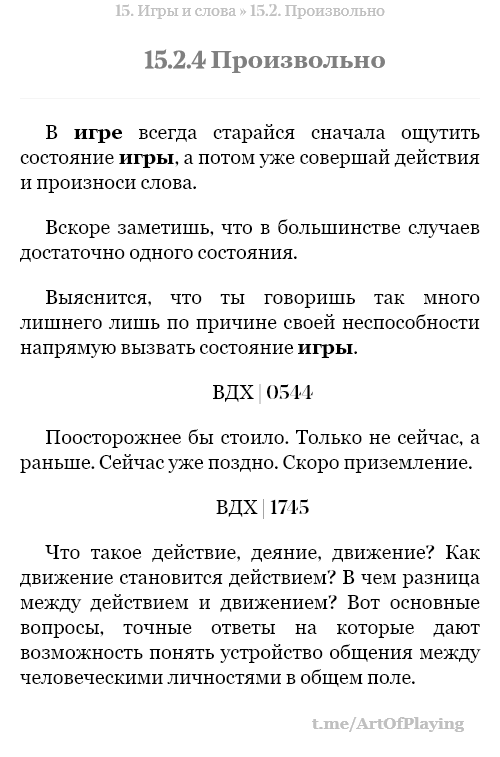 15. Игры и слова » 15.2. Произвольно
15.2.4 Произвольно
В игре всегда старайся сначала ощутить
состояние игры, а потом уже совершай действия
и произноси слова.
Вскоре заметишь, что в большинстве случаев
достаточно одного состояния.
Выяснится, что ты говоришь так много
лишнего лишь по причине своей неспособности
напрямую вызвать состояние игры.
ВДХ | 0544
Поосторожнее бы стоило. Только не сейчас, а
раньше. Сейчас уже поздно. Скоро приземление.
ВДХ | 1745
Что такое действие, деяние, движение? Как
движение становится действием? В чем разница
между действием и движением? Вот основные
вопросы, точные ответы на которые дают
возможность понять устройство общения между
человеческими личностями в общем поле.
t.me/ArtOfPlaying